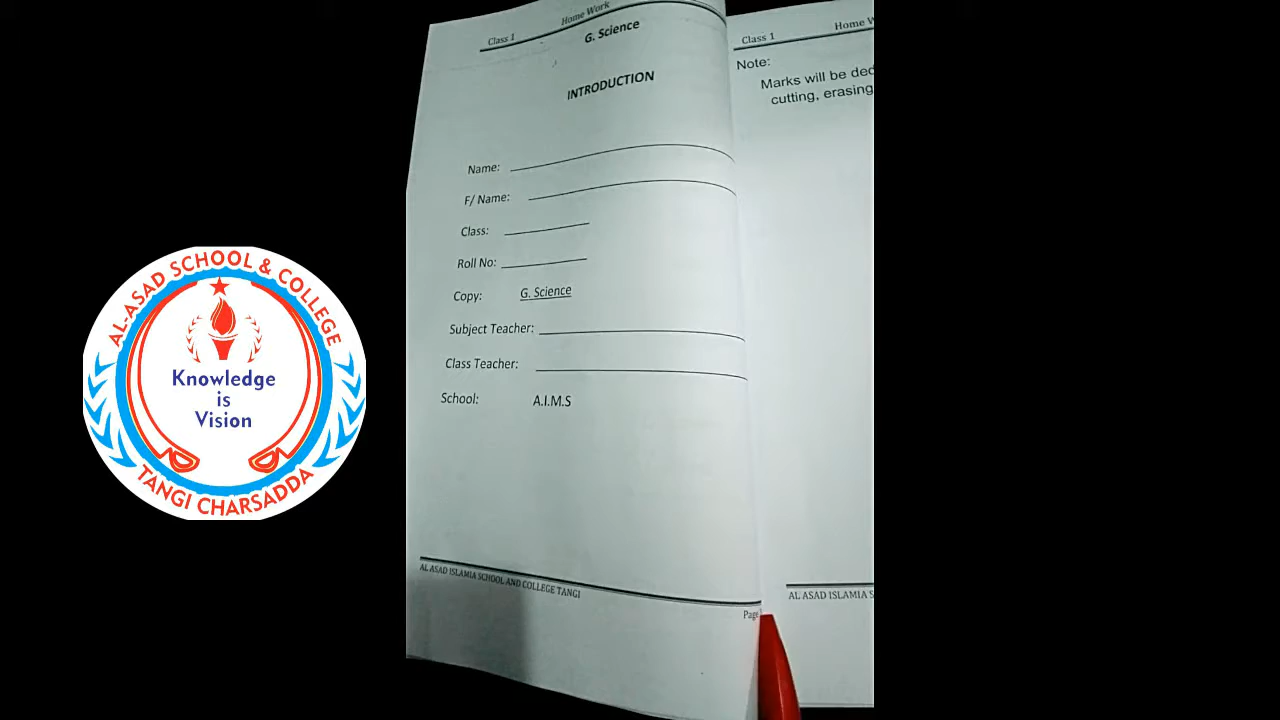 AL-ASAD SCHOOL & COLLEGE
Knowledge
is
Vision
TANGI CHARSADDA
Class 1 Home Work
G. Science
INTRODUCTION
Name:
F/ Name:
Class:
Roll No:
Copy: G. Science
Subject Teacher:
Class Teacher:
School: A.I.M.S
AL ASAD ISLAMIA SCHOOL AND COLLEGE TANGI
Page
Class 1 Home W
Note:
Marks will be ded
cutting, erasing
AL ASAD ISLAMIA S